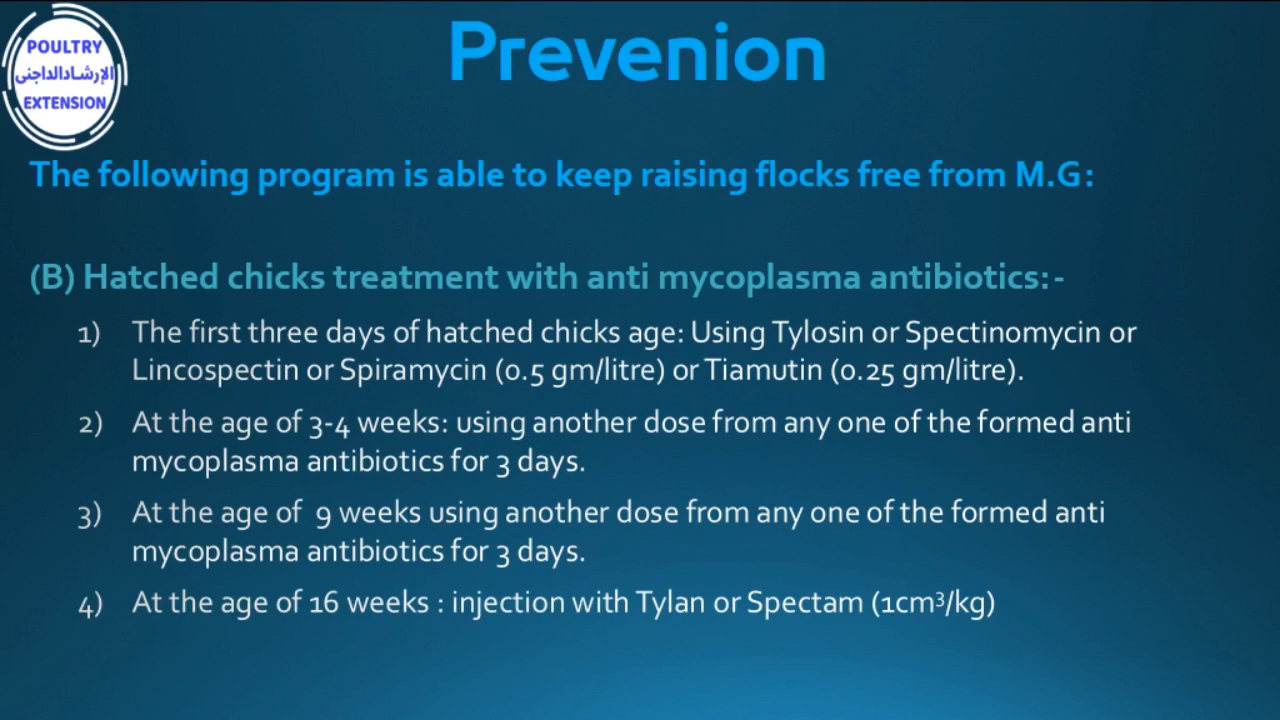 POULTRY
الإرشادالداجنى
EXTENSION
Prevenion
The following program is able to keep raising flocks free from M.G:
(B) Hatched chicks treatment with anti mycoplasma antibiotics:-
1) The first three days of hatched chicks age: Using Tylosin or Spectinomycin or
Lincospectin or Spiramycin (0.5 gm/litre) or Tiamutin (0.25 gm/litre).
2) At the age of 3-4 weeks: using another dose from any one of the formed anti
mycoplasma antibiotics for 3 days.
3) At the age of 9 weeks using another dose from any one of the formed anti
mycoplasma antibiotics for 3 days.
4) At the age of 16 weeks : injection with Tylan or Spectam (1cm³/kg)